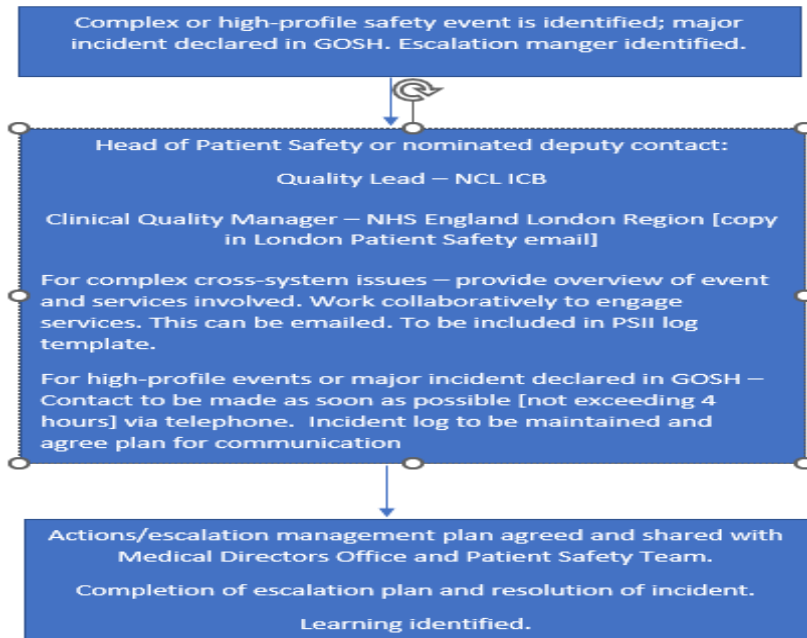 Complex or high-profile safety event is identified; major
incident declared in GOSH. Escalation manger identified.
Head of Patient Safety or nominated deputy contact:
Quality Lead – NCL ICB
Clinical Quality Manager – NHS England London Region [copy
in London Patient Safety email]
For complex cross-system issues – provide overview of event
and services involved. Work collaboratively to engage
services. This can be emailed. To be included in PSII log
template.
For high-profile events or major incident declared in GOSH –
Contact to be made as soon as possible [not exceeding 4
hours] via telephone.  Incident log to be maintained and
agree plan for communication
Actions/escalation management plan agreed and shared with
Medical Directors Office and Patient Safety Team.
Completion of escalation plan and resolution of incident.
Learning identified.